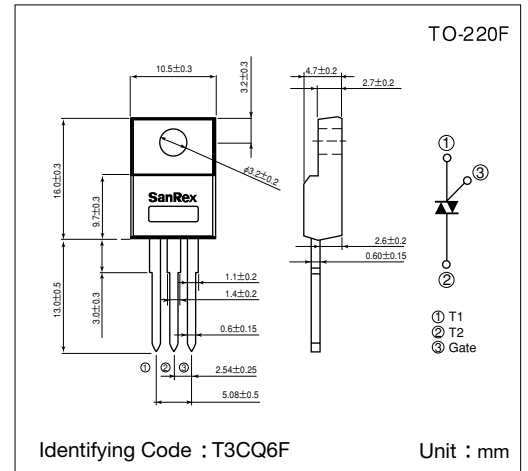 TO-220F
10.5±0.3
3.2±0.2
4.7±0.2
2.7±0.2
φ3.2±0.2
16.0±0.3
9.7±0.3
SanRex
13.0±0.5
3.0±0.3
1.1±0.2
1.4±0.2
0.6±0.15
2.54±0.25
5.08±0.5
① ② ③
2.6±0.2
0.60±0.15
①
③
②
① T1
② T2
③ Gate
Identifying Code : T3CQ6F
Unit : mm